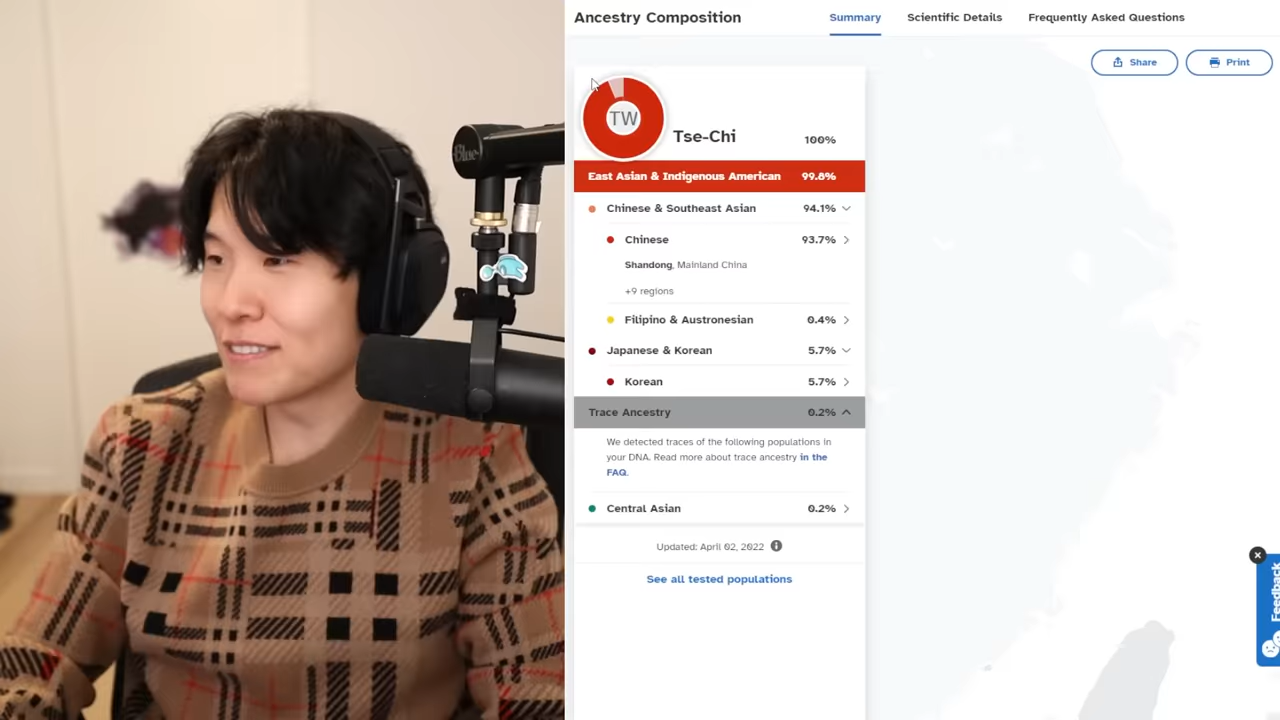 Ancestry Composition
Summary
Scientific Details
Frequently Asked Questions
Share
Print
TW
Tse-Chi
100%
East Asian & Indigenous American 99.8%
Chinese & Southeast Asian 94.1%
Chinese 93.7%
Shandong, Mainland China
+9 regions
Filipino & Austronesian 0.4%
Japanese & Korean 5.7%
Korean 5.7%
Trace Ancestry 0.2%
We detected traces of the following populations in
your DNA. Read more about trace ancestry in the
FAQ.
Central Asian 0.2%
Updated: April 02, 2022
See all tested populations
Feedback
Blue